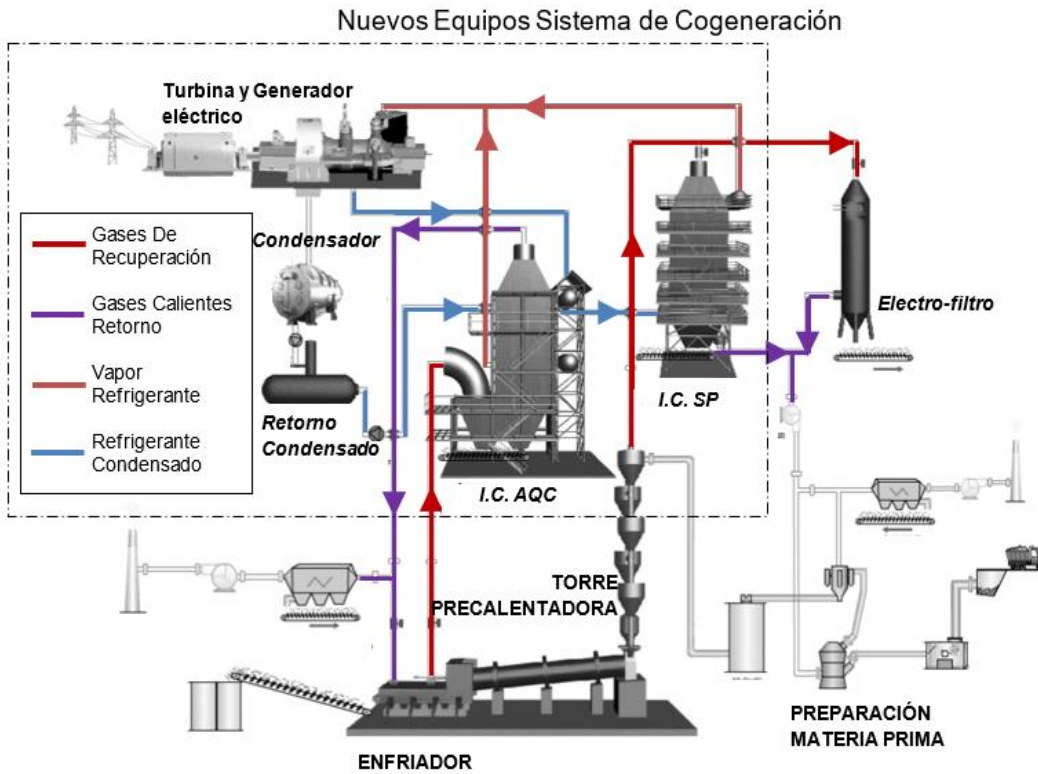 Nuevos Equipos Sistema de Cogeneración
Turbina y Generador
eléctrico
Gases De
Recuperación
Gases Calientes
Retorno
Vapor
Refrigerante
Refrigerante
Condensado
Condensador
Retorno
Condensado
I.C. AQC
I.C. SP
Electro-filtro
TORRE
PRECALENTADORA
ENFRIADOR
PREPARACIÓN
MATERIA PRIMA